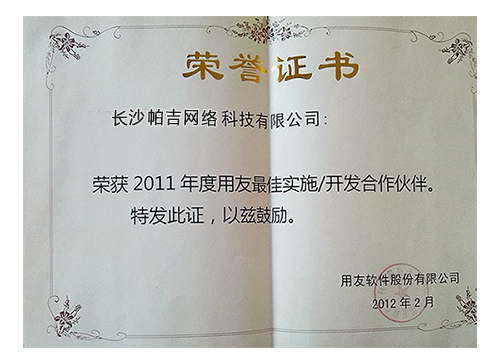 荣誉证书
长沙帕吉网络科技有限公司：
荣获 2011 年度用友最佳实施/开发合作伙伴。
特发此证，以兹鼓励。
用友软件股份有限公司
2012 年 2 月